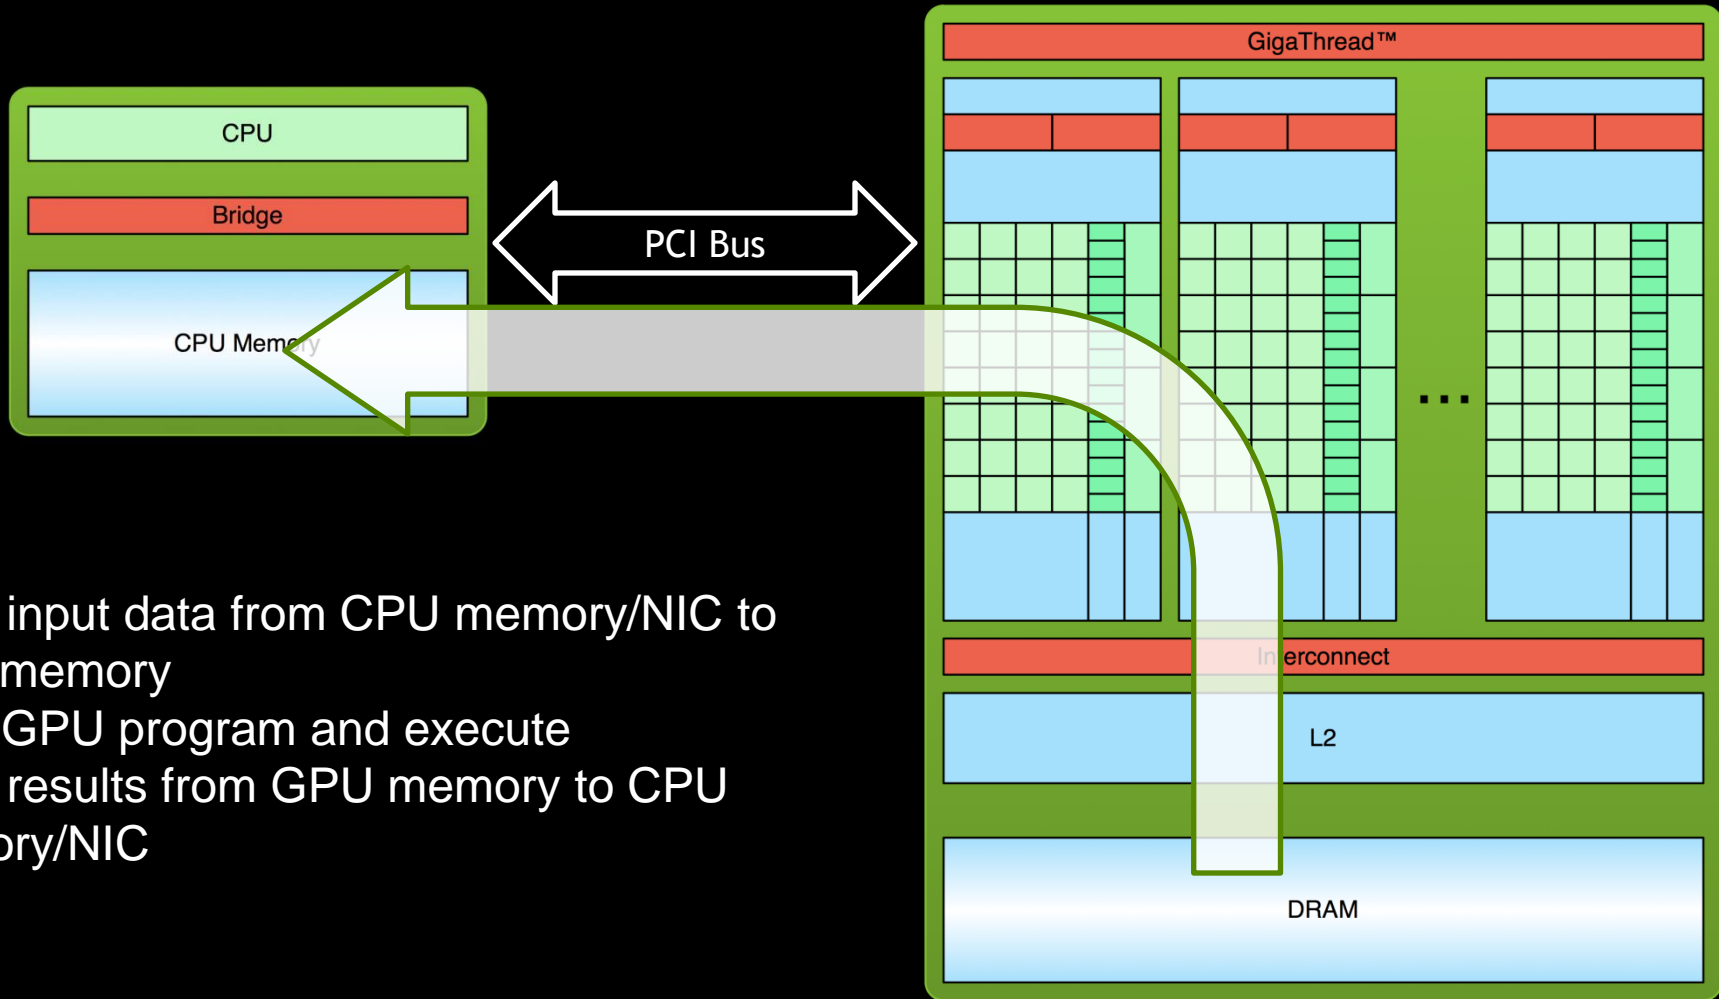 GigaThread™
CPU
Bridge
PCI Bus
CPU Memory
...
input data from CPU memory/NIC to
memory
GPU program and execute
results from GPU memory to CPU
ory/NIC
Interconnect
L2
DRAM